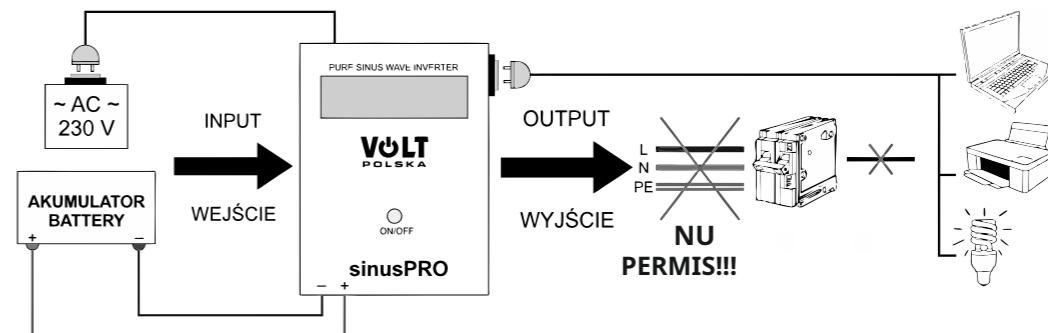 ~ AC ~
230 V
AKUMULATOR
BATTERY
+ −
INPUT
WEJŚCIE
PURE SINUS WAVE INVERTER
VOLT
POLSKA
ON/OFF
sinusPRO
− +
OUTPUT
WYJŚCIE
L
N
PE
NU
PERMIS!!!